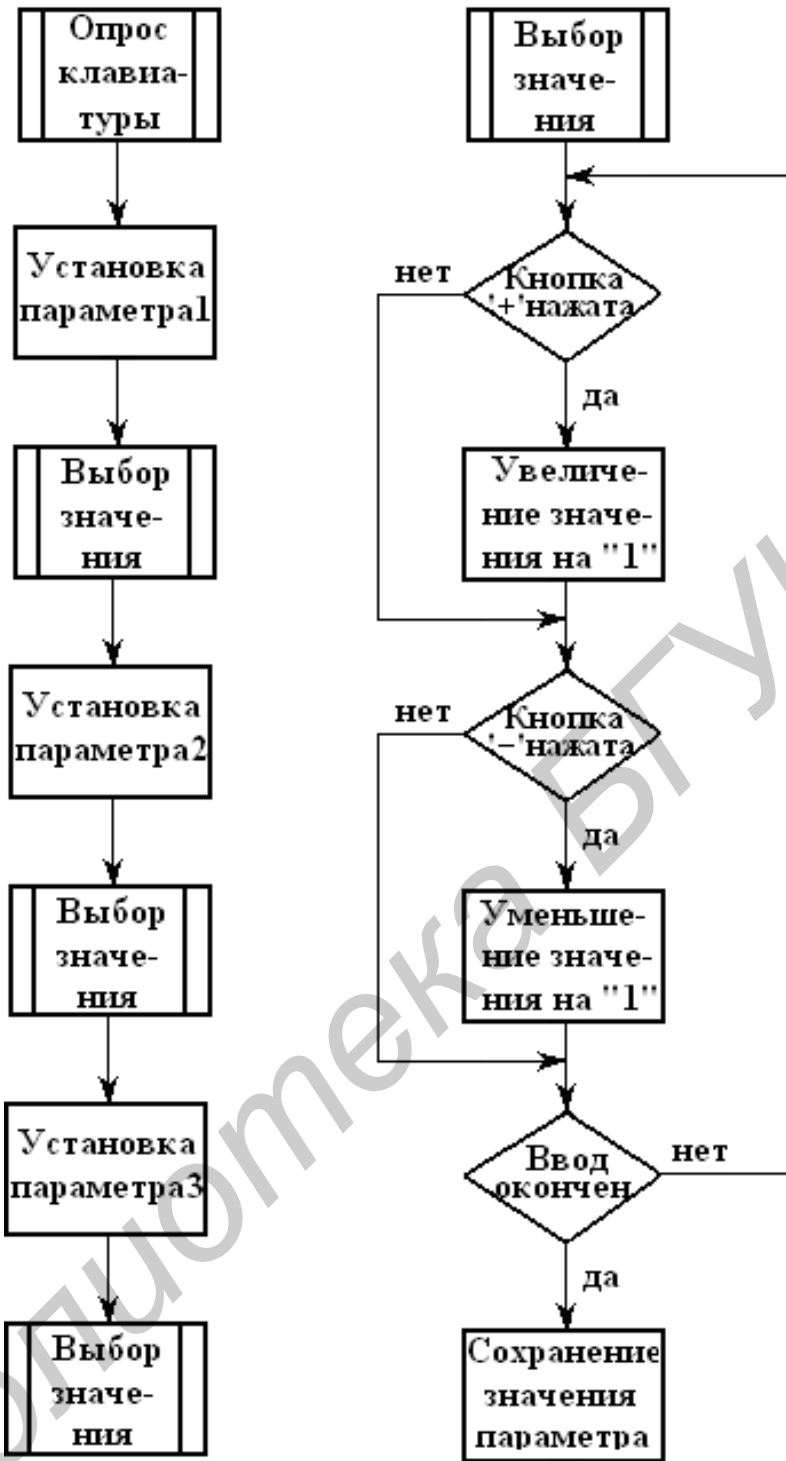 Опрос
клавиа-
туры
Установка
параметра1
Выбор
значе-
ния
Установка
параметра2
Выбор
значе-
ния
Установка
параметра3
Выбор
значе-
ния
Выбор
значе-
ния
нет
Кнопка
'+'нажата
да
Увеличе-
ние значе-
ния на "1"
нет
Кнопка
'−'нажата
да
Уменьше-
ние значе-
ния на "1"
Ввод
окончен
нет
да
Сохранение
значения
параметра